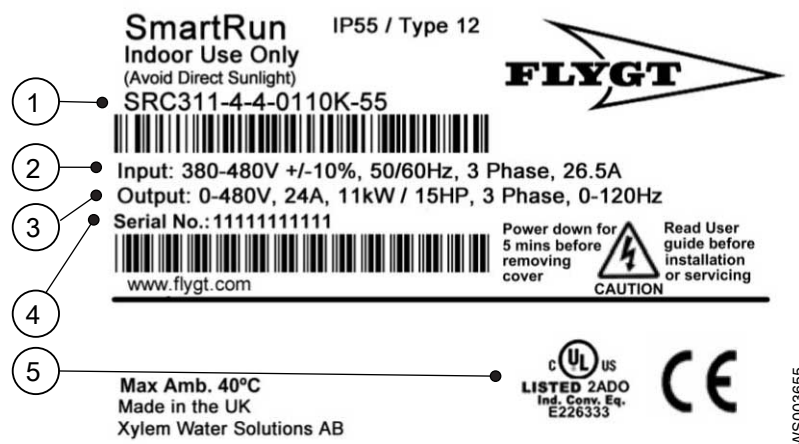 SmartRun IP55 / Type 12
Indoor Use Only
(Avoid Direct Sunlight)
FLYGT
1
SRC311-4-4-0110K-55
2
Input: 380-480V +/-10%, 50/60Hz, 3 Phase, 26.5A
3
Output: 0-480V, 24A, 11kW / 15HP, 3 Phase, 0-120Hz
4
Serial No.:11111111111
www.flygt.com
Power down for
5 mins before
removing
cover
CAUTION
Read User
guide before
installation
or servicing
5
Max Amb. 40ºC
Made in the UK
Xylem Water Solutions AB
C UL US
LISTED 2ADO
Ind. Conv. Eq.
E226333
CE
WS003655